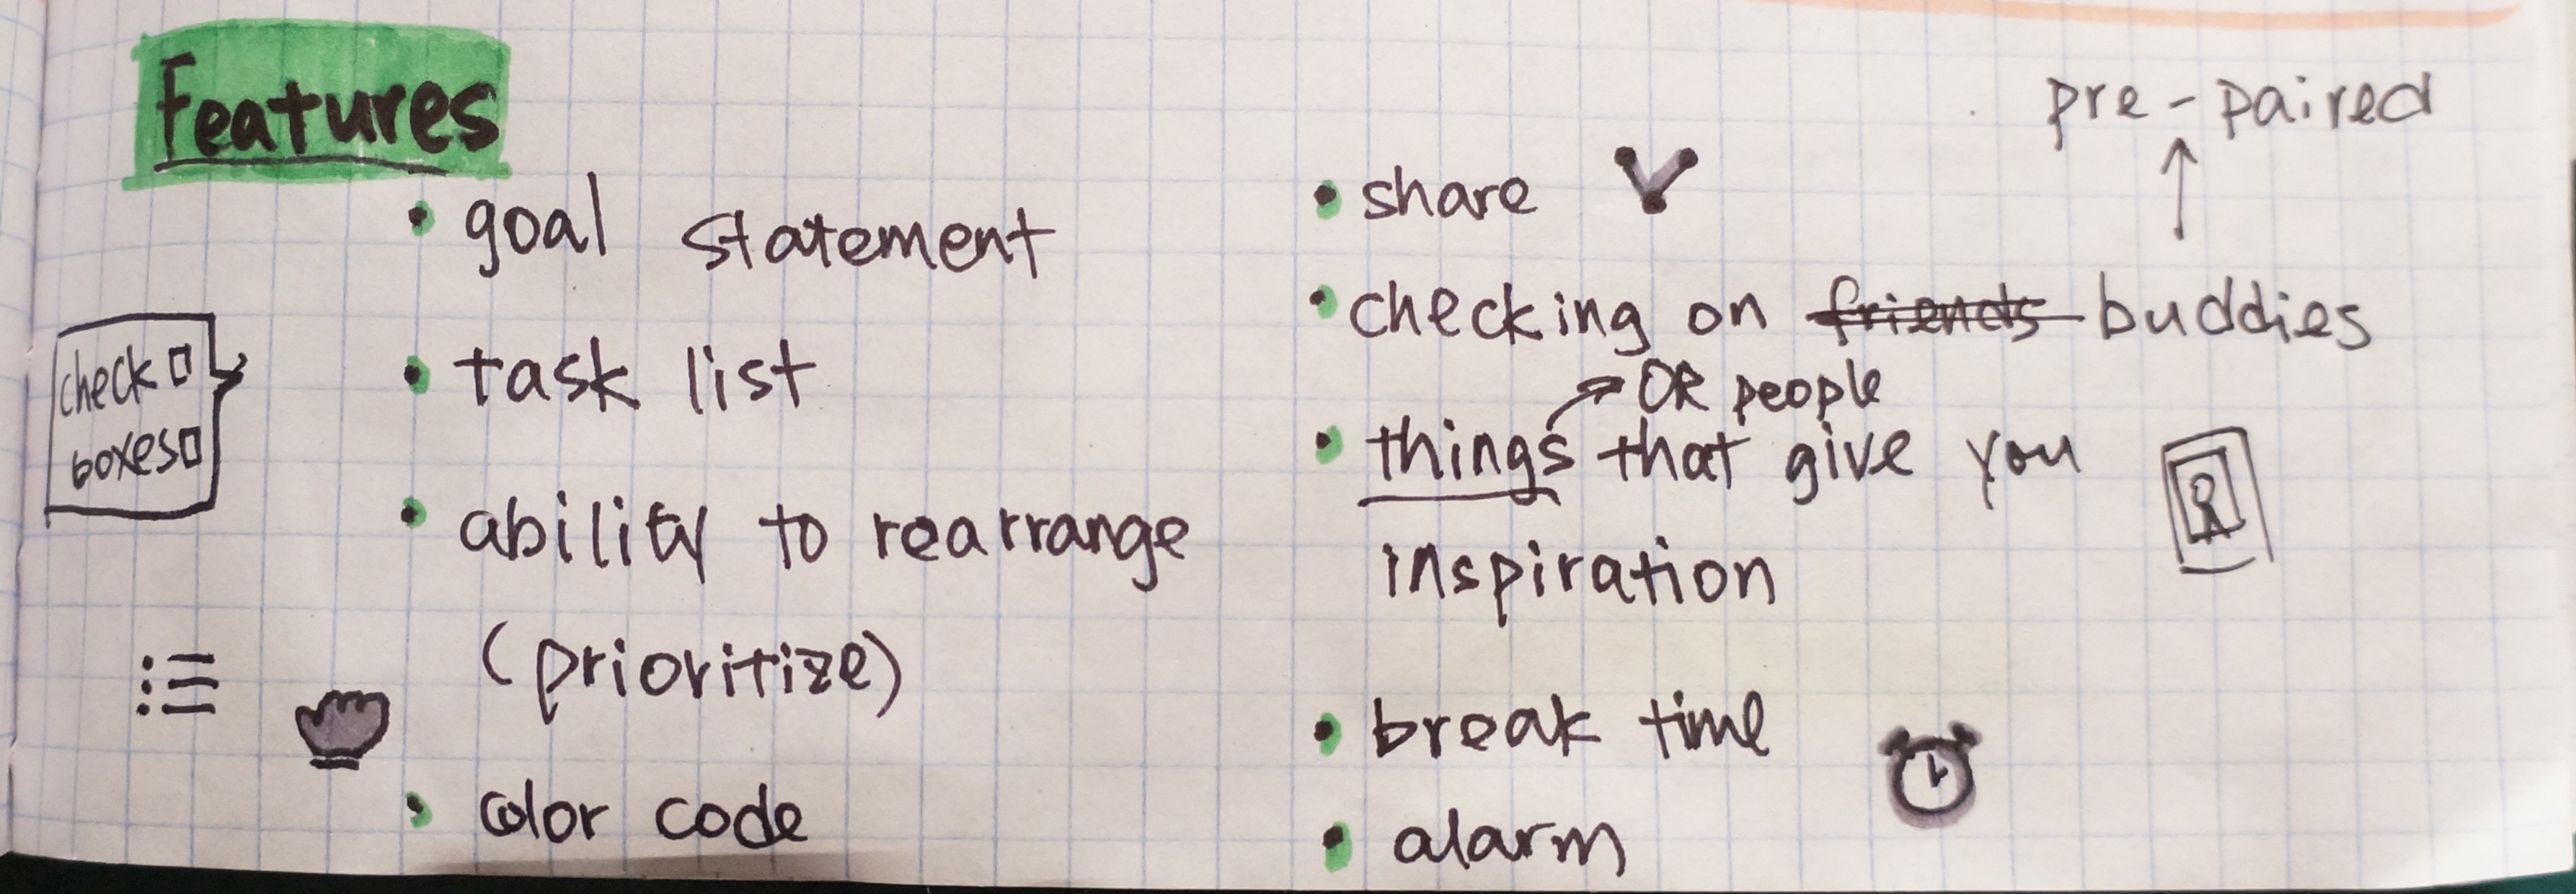 Features
• goal statement
check
boxes
• task list
• ability to rearrange
(prioritize)
• color code
pre-paired
• share
• checking on friends buddies
OR people
• things that give you
inspiration
• break time
• alarm